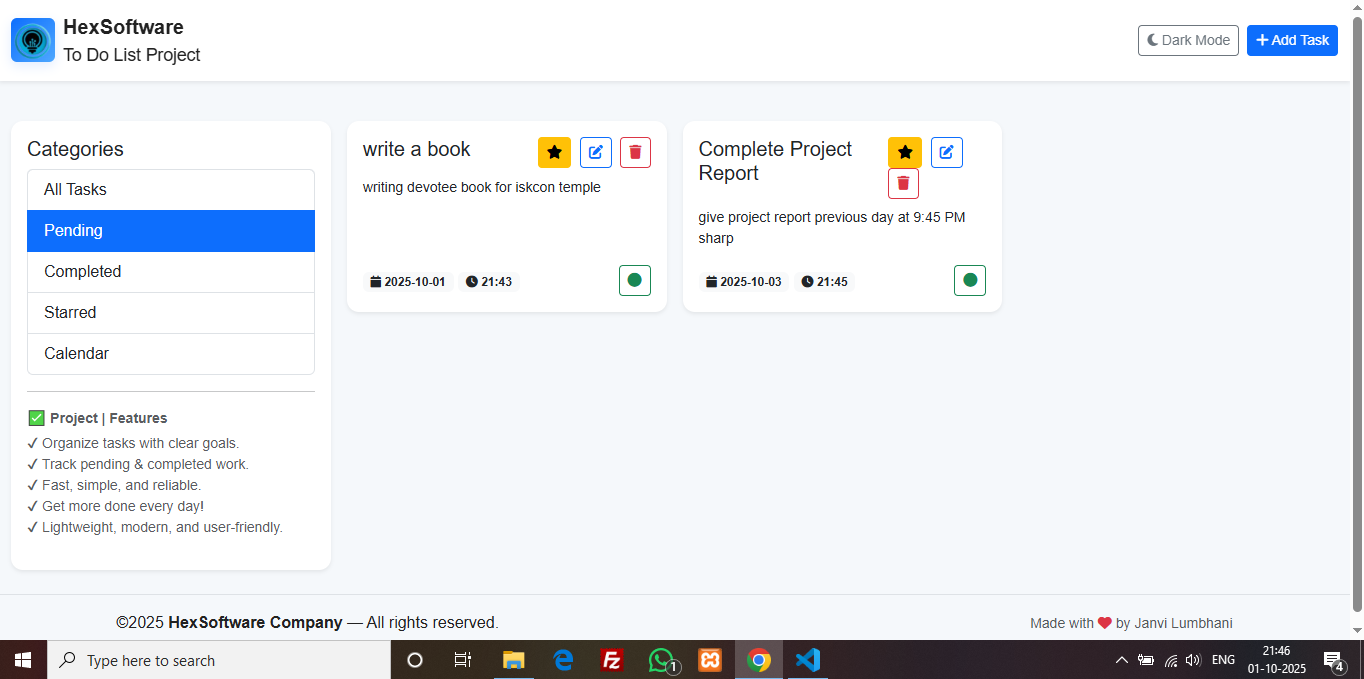 HexSoftware
To Do List Project
Dark Mode
Add Task
Categories
All Tasks
Pending
Completed
Starred
Calendar
✅ Project | Features
✓ Organize tasks with clear goals.
✓ Track pending & completed work.
✓ Fast, simple, and reliable.
✓ Get more done every day!
✓ Lightweight, modern, and user-friendly.
write a book
writing devotee book for iskcon temple
2025-10-01 21:43
Complete Project
Report
give project report previous day at 9:45 PM
sharp
2025-10-03 21:45
©2025 HexSoftware Company — All rights reserved.
Made with ❤ by Janvi Lumbhani
Type here to search
1
ENG
21:46
01-10-2025
4